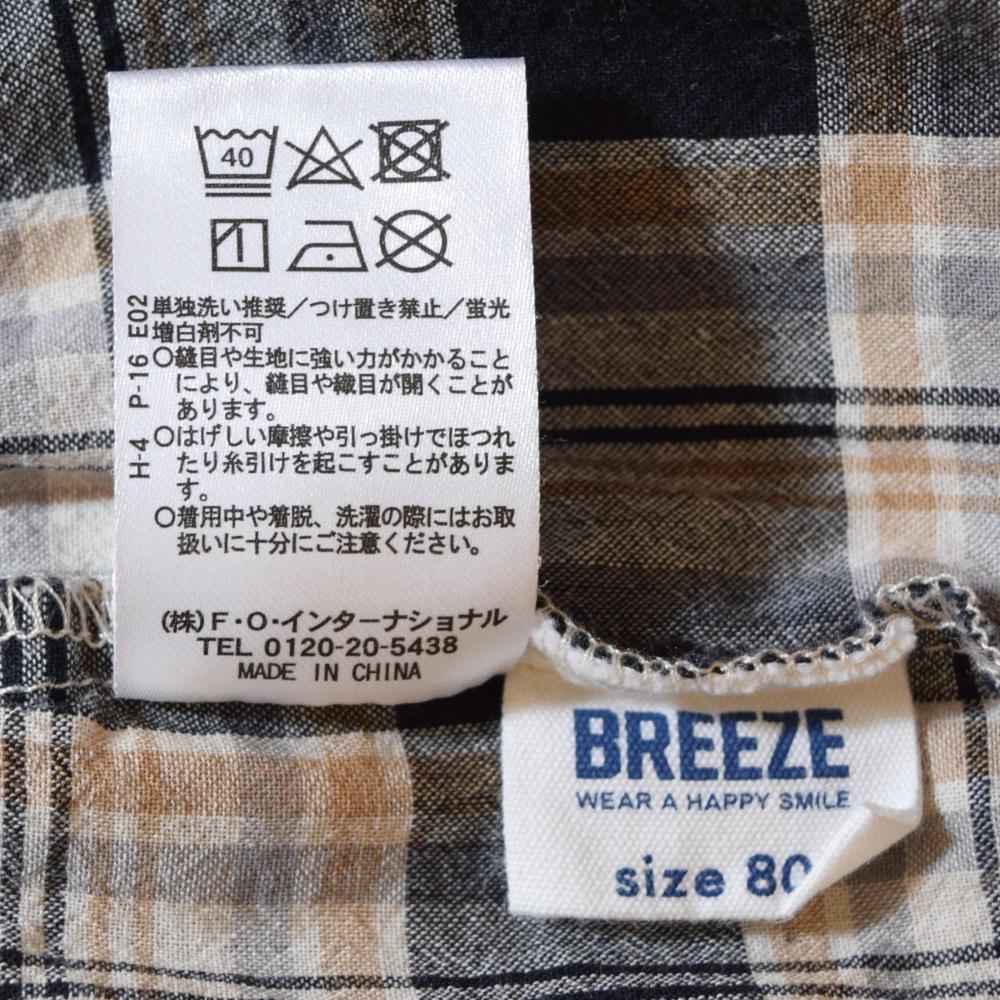 40
単独洗い推奨／つけ置き禁止／蛍光
増白剤不可
○縫目や生地に強い力がかかること
により、縫目や織目が開くことが
あります。
○はげしい摩擦や引っ掛けでほつれ
たり糸引けを起こすことがありま
す。
○着用中や着脱、洗濯の際にはお取
扱いに十分にご注意ください。
H-4 P-16 E02
(株)F・O・インターナショナル
TEL 0120-20-5438
MADE IN CHINA
BREEZE
WEAR A HAPPY SMILE
size 80